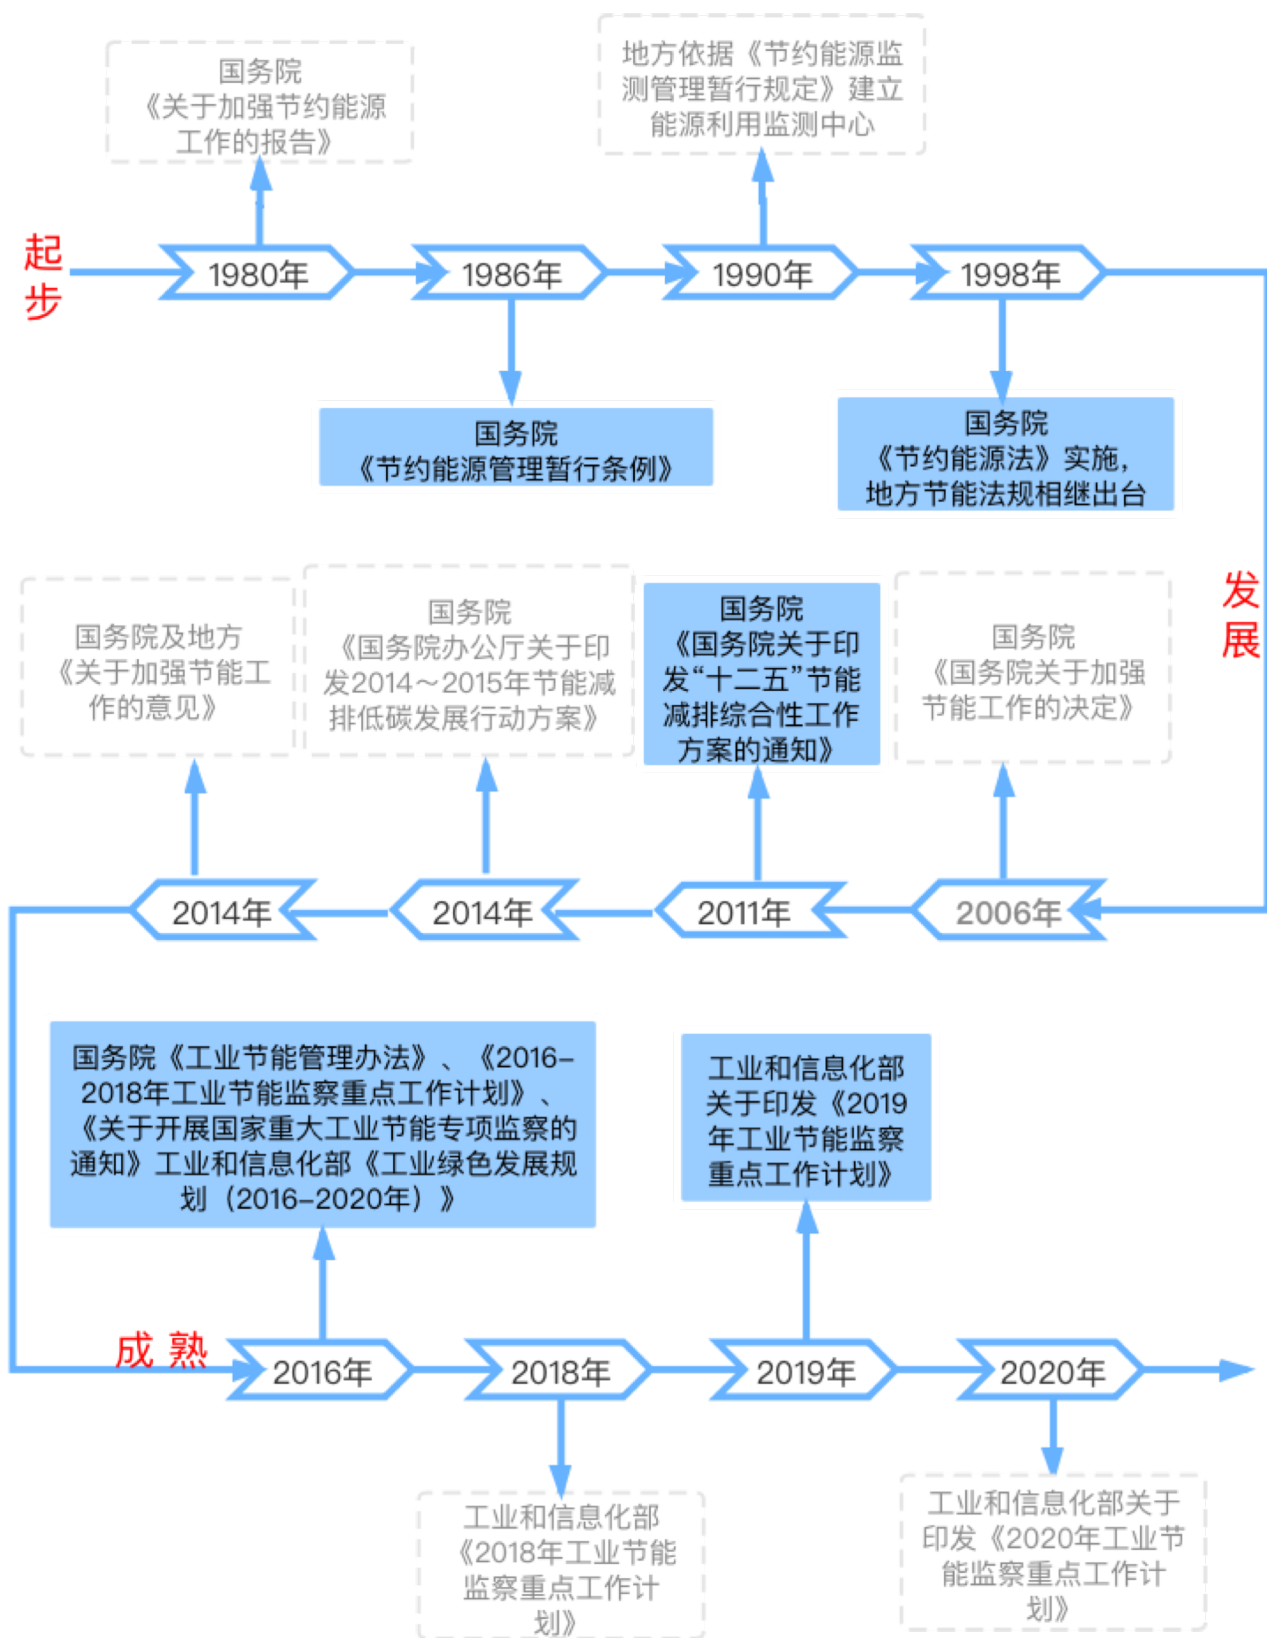 国务院
《关于加强节约能源
工作的报告》
地方依据《节约能源监
测管理暂行规定》建立
能源利用监测中心
起
步
1980年
1986年
1990年
1998年
国务院
《节约能源管理暂行条例》
国务院
《节约能源法》实施，
地方节能法规相继出台
发
展
国务院及地方
《关于加强节能工
作的意见》
国务院
《国务院办公厅关于印
发2014～2015年节能减
排低碳发展行动方案》
国务院
《国务院关于印
发“十二五”节能
减排综合性工作
方案的通知》
国务院
《国务院关于加强
节能工作的决定》
2014年
2014年
2011年
2006年
国务院《工业节能管理办法》、《2016–
2018年工业节能监察重点工作计划》、
《关于开展国家重大工业节能专项监察的
通知》工业和信息化部《工业绿色发展规
划（2016–2020年）》
工业和信息化部
关于印发《2019
年工业节能监察
重点工作计划》
成 熟
2016年
2018年
2019年
2020年
工业和信息化部
《2018年工业节能
监察重点工作计
划》
工业和信息化部关于
印发《2020年工业节
能监察重点工作计
划》